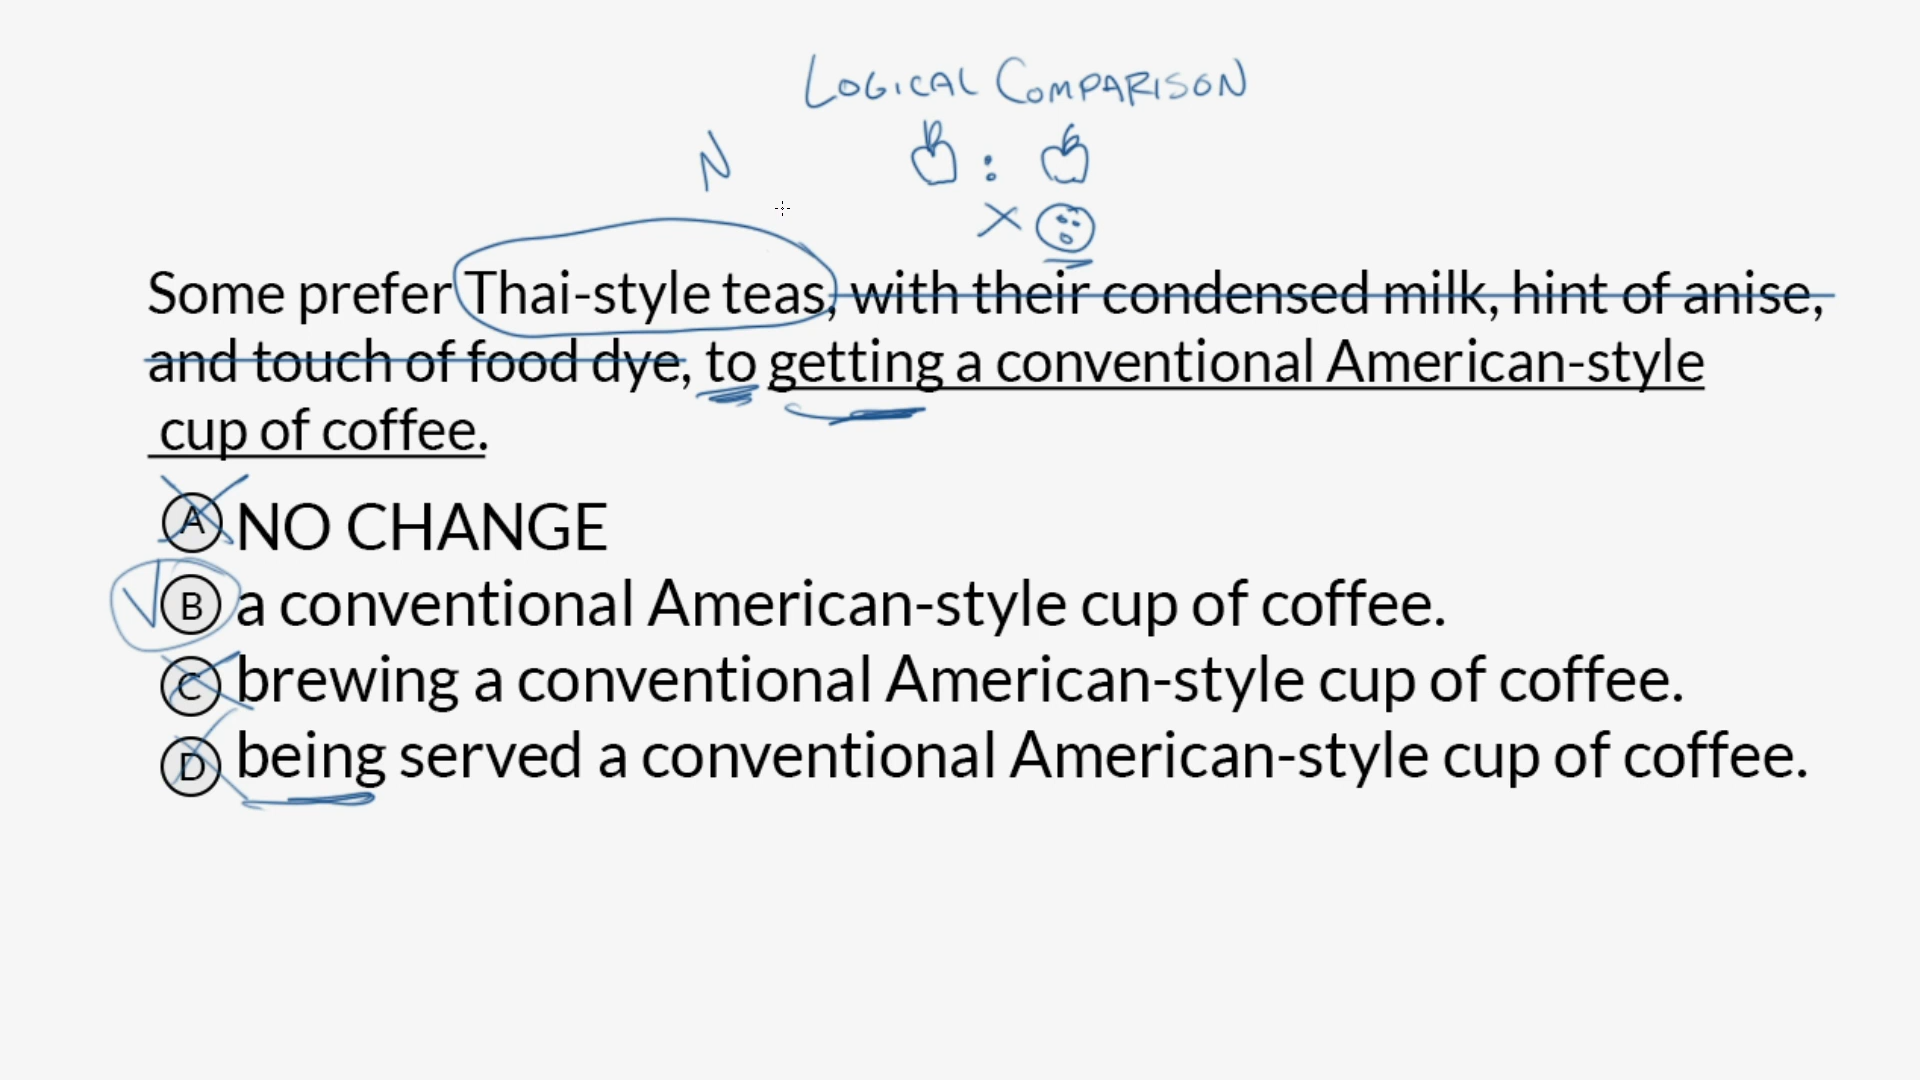 LOGICAL COMPARISON
N
:
X
Some prefer Thai-style teas, with their condensed milk, hint of anise,
and touch of food dye, to getting a conventional American-style
cup of coffee.
A NO CHANGE
B a conventional American-style cup of coffee.
C brewing a conventional American-style cup of coffee.
D being served a conventional American-style cup of coffee.